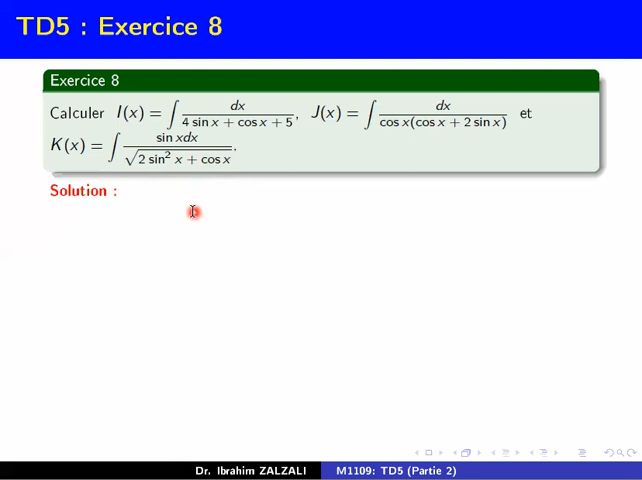 TD5 : Exercice 8
Exercice 8
Calculer I(x) = ∫ dx / (4 sin x + cos x + 5), J(x) = ∫ dx / (cos x(cos x + 2 sin x)) et
K(x) = ∫ sin xdx / √(2 sin² x + cos x).
Solution :
Dr. Ibrahim ZALZALI M1109: TD5 (Partie 2)